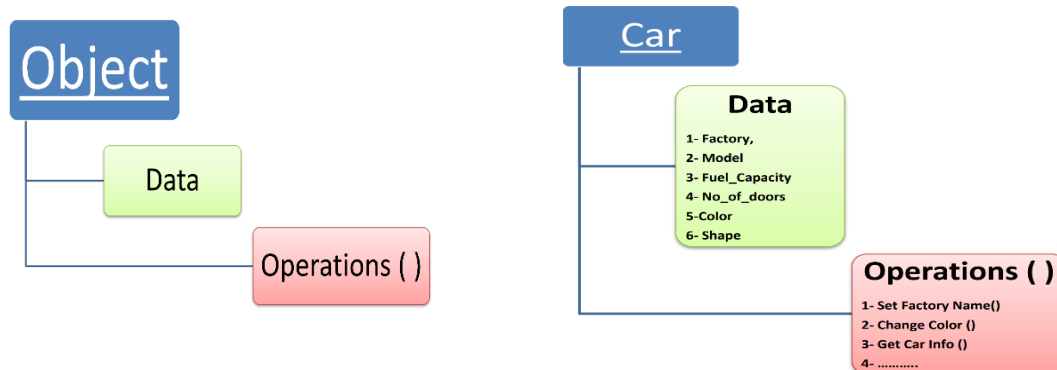 Object
Data
Operations ( )
Car
Data
1- Factory,
2- Model
3- Fuel_Capacity
4- No_of_doors
5-Color
6- Shape
Operations ( )
1- Set Factory Name()
2- Change Color ()
3- Get Car Info ()
4- ...........